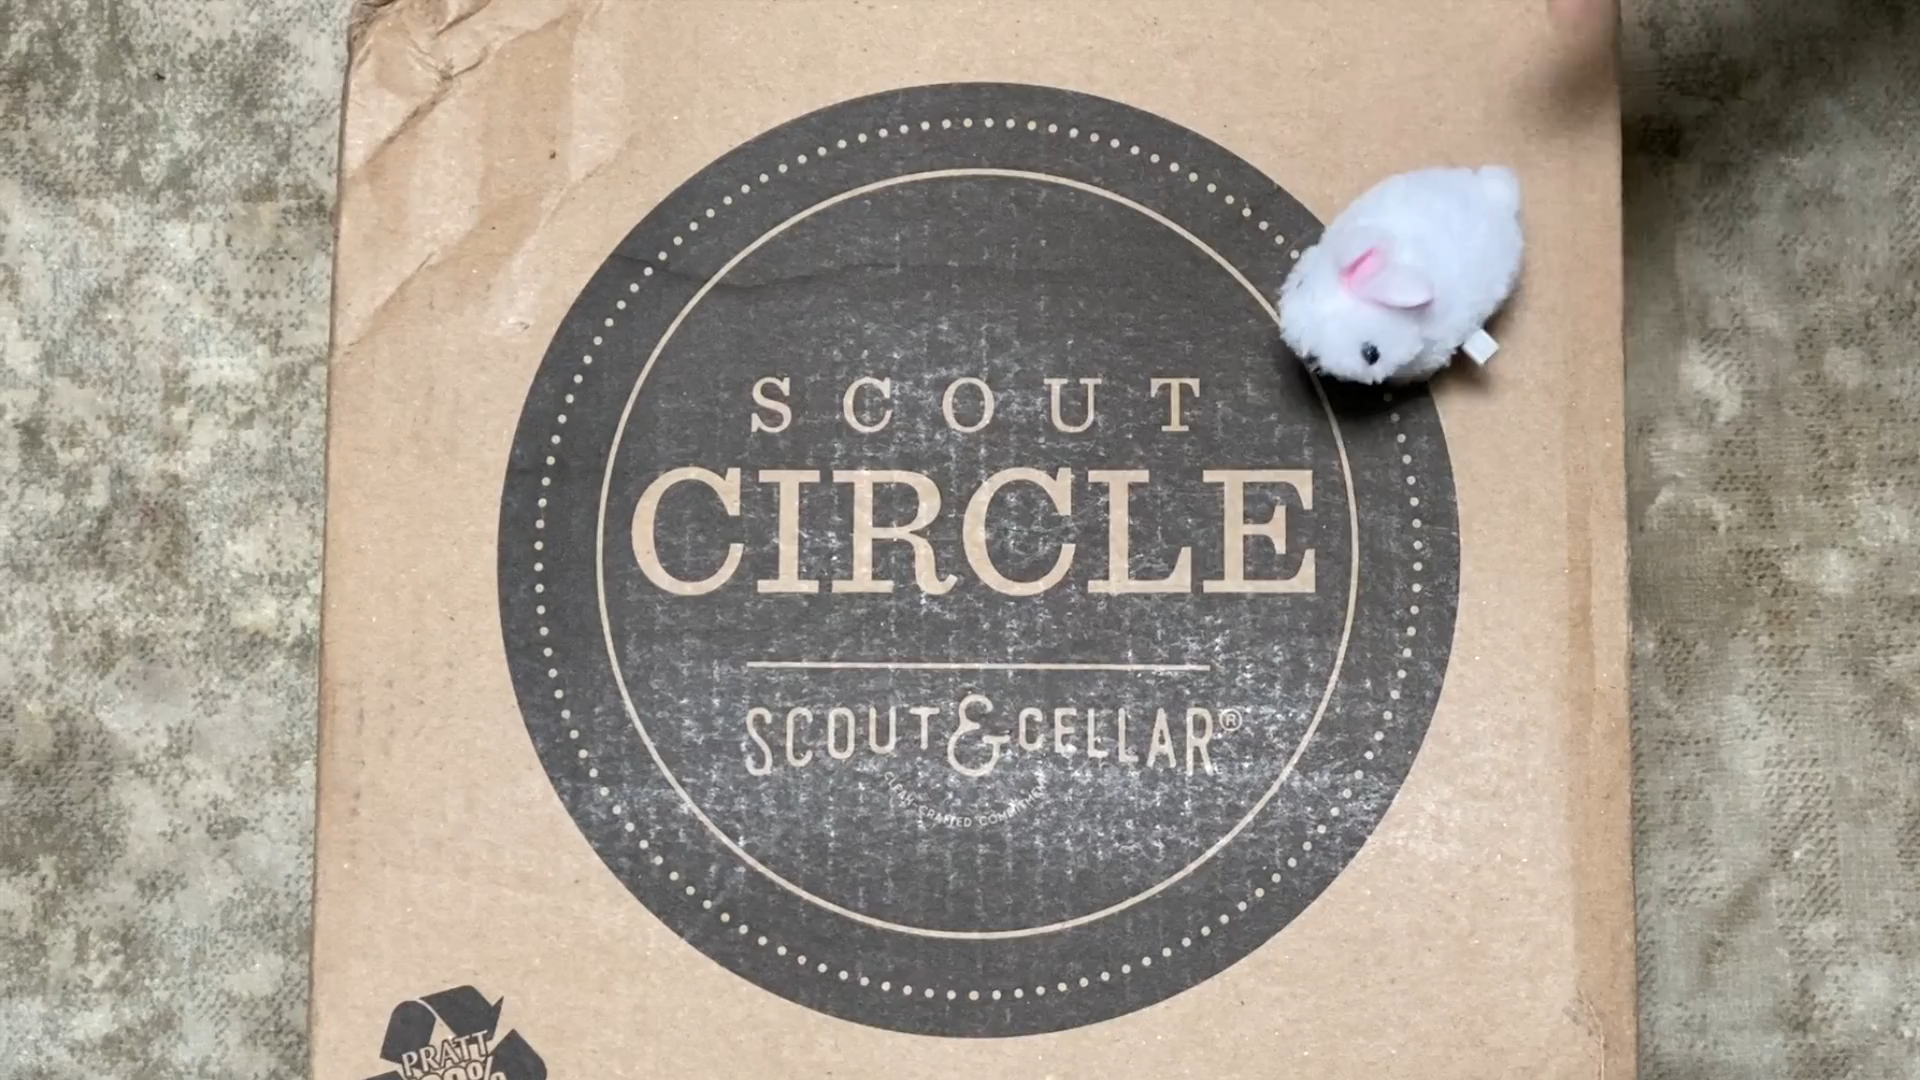 SCOUT
CIRCLE
SCOUT & CELLAR®
CLEAN-CRAFTED COMMITMENT
PRATT